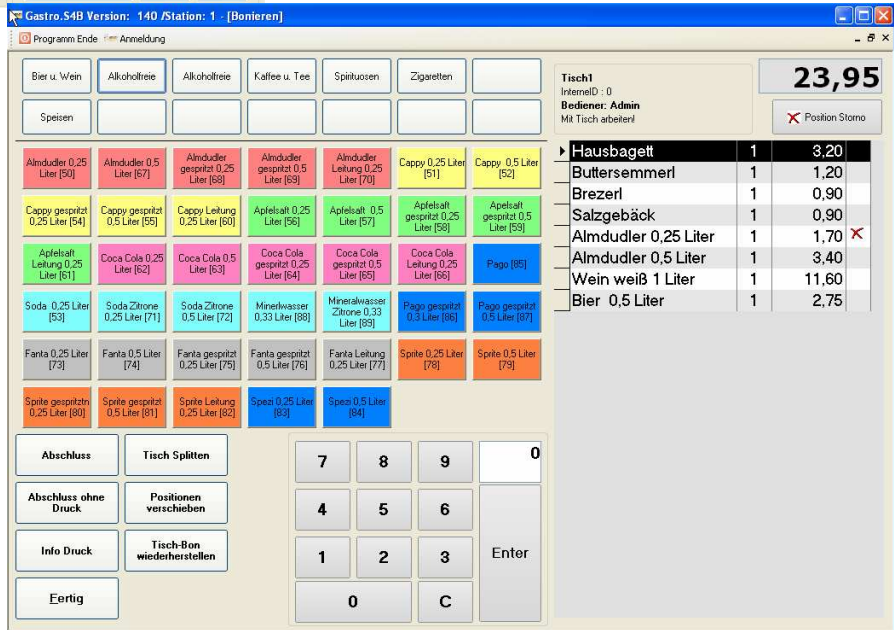 Gastro.S4B Version: 140 /Station: 1 - [Bonieren]
Programm Ende Anmeldung
Bier u. Wein
Alkoholfreie
Alkoholfreie
Kaffee u. Tee
Spirituosen
Zigaretten
Speisen
Tisch1
InterneID : 0
Bediener: Admin
Mit Tisch arbeiten!
23,95
Position Storno
Almdudler 0,25
Liter [50]
Almdudler 0,5
Liter [67]
Almdudler
gespritzt 0,25
Liter [68]
Almdudler
gespritzt 0,5
Liter [69]
Almdudler
Leitung 0,25
Liter [70]
Cappy 0,25 Liter
[51]
Cappy 0,5 Liter
[52]
Cappy gespritzt
0,25 Liter [54]
Cappy gespritzt
0,5 Liter [55]
Cappy Leitung
0,25 Liter [60]
Apfelsaft 0,25
Liter [56]
Apfelsaft 0,5
Liter [57]
Apfelsaft
gespritzt 0,25
Liter [58]
Apelsaft
gespritzt 0,5
Liter [59]
Apfelsaft
Leitung 0,25
Liter [61]
Coca Cola 0,25
Liter [62]
Coca Cola 0,5
Liter [63]
Coca Cola
gespritzt 0,25
Liter [64]
Coca Cola
gespritzt 0,5
Liter [65]
Coca Cola
Leitung 0,25
Liter [66]
Pago [85]
Soda 0,25 Liter
[53]
Soda Zitrone
0,25 Liter [71]
Soda Zitrone
0,5 Liter [72]
Minerlwasser
0,33 Liter [88]
Mineralwasser
Zitrone 0,33
Liter [89]
Pago gespritzt
0,3 Liter [86]
Pago gespritzt
0,5 Liter [87]
Fanta 0,25 Liter
[73]
Fanta 0,5 Liter
[74]
Fanta gespritzt
0,25 Liter [75]
Fanta gespritzt
0,5 Liter [76]
Fanta Leitung
0,25 Liter [77]
Sprite 0,25 Liter
[78]
Sprite 0,5 Liter
[79]
Sprite gespritztn
0,25 Liter [80]
Sprite gespritzt
0,5 Liter [81]
Sprite Leitung
0,25 Liter [82]
Spezi 0,25 Liter
[83]
Spezi 0,5 Liter
[84]
Hausbagett 1 3,20
Buttersemmerl 1 1,20
Brezerl 1 0,90
Salzgebäck 1 0,90
Almdudler 0,25 Liter 1 1,70
Almdudler 0,5 Liter 1 3,40
Wein weiß 1 Liter 1 11,60
Bier 0,5 Liter 1 2,75
Abschluss
Tisch Splitten
Abschluss ohne
Druck
Positionen
verschieben
Info Druck
Tisch-Bon
wiederherstellen
Fertig
7 8 9 0
4 5 6
1 2 3 Enter
0 C